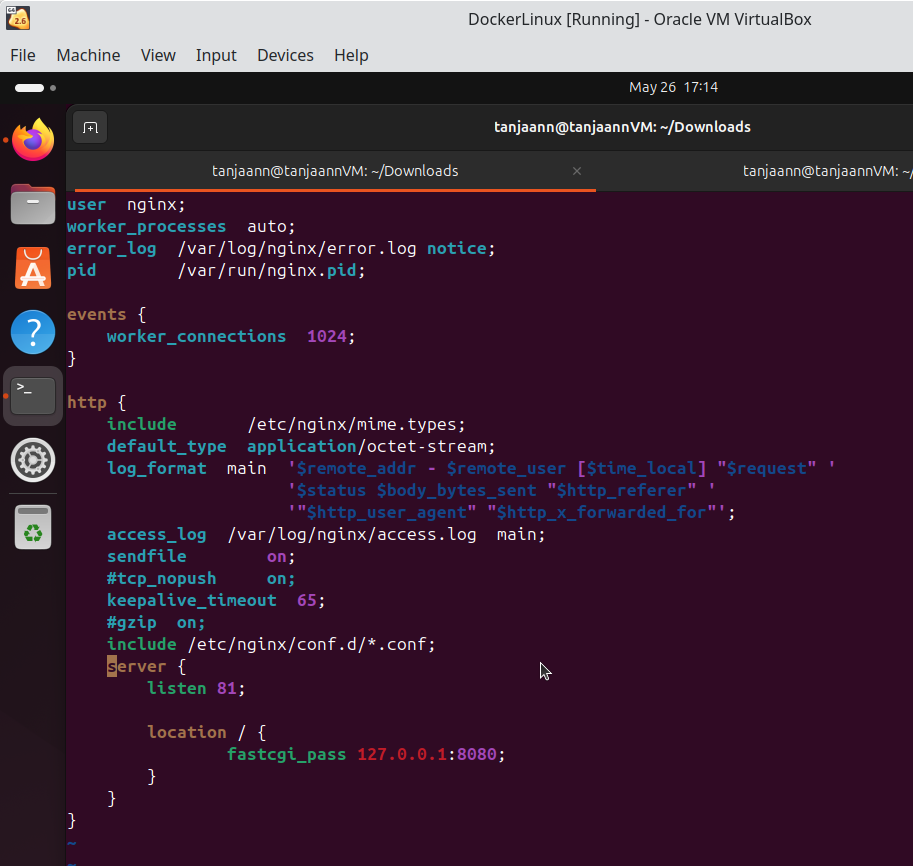 DockerLinux [Running] - Oracle VM VirtualBox
File Machine View Input Devices Help
May 26 17:14
tanjaann@tanjaannVM: ~/Downloads
tanjaann@tanjaannVM: ~/Downloads × tanjaann@tanjaannVM: ~/
user  nginx;
worker_processes  auto;
error_log  /var/log/nginx/error.log notice;
pid        /var/run/nginx.pid;
events {
    worker_connections  1024;
}
http {
    include       /etc/nginx/mime.types;
    default_type  application/octet-stream;
    log_format  main  '$remote_addr - $remote_user [$time_local] "$request" '
                      '$status $body_bytes_sent "$http_referer" '
                      '"$http_user_agent" "$http_x_forwarded_for"';
    access_log  /var/log/nginx/access.log  main;
    sendfile        on;
    #tcp_nopush     on;
    keepalive_timeout  65;
    #gzip  on;
    include /etc/nginx/conf.d/*.conf;
    server {
        listen 81;
        location / {
                fastcgi_pass 127.0.0.1:8080;
        }
    }
}
~
~